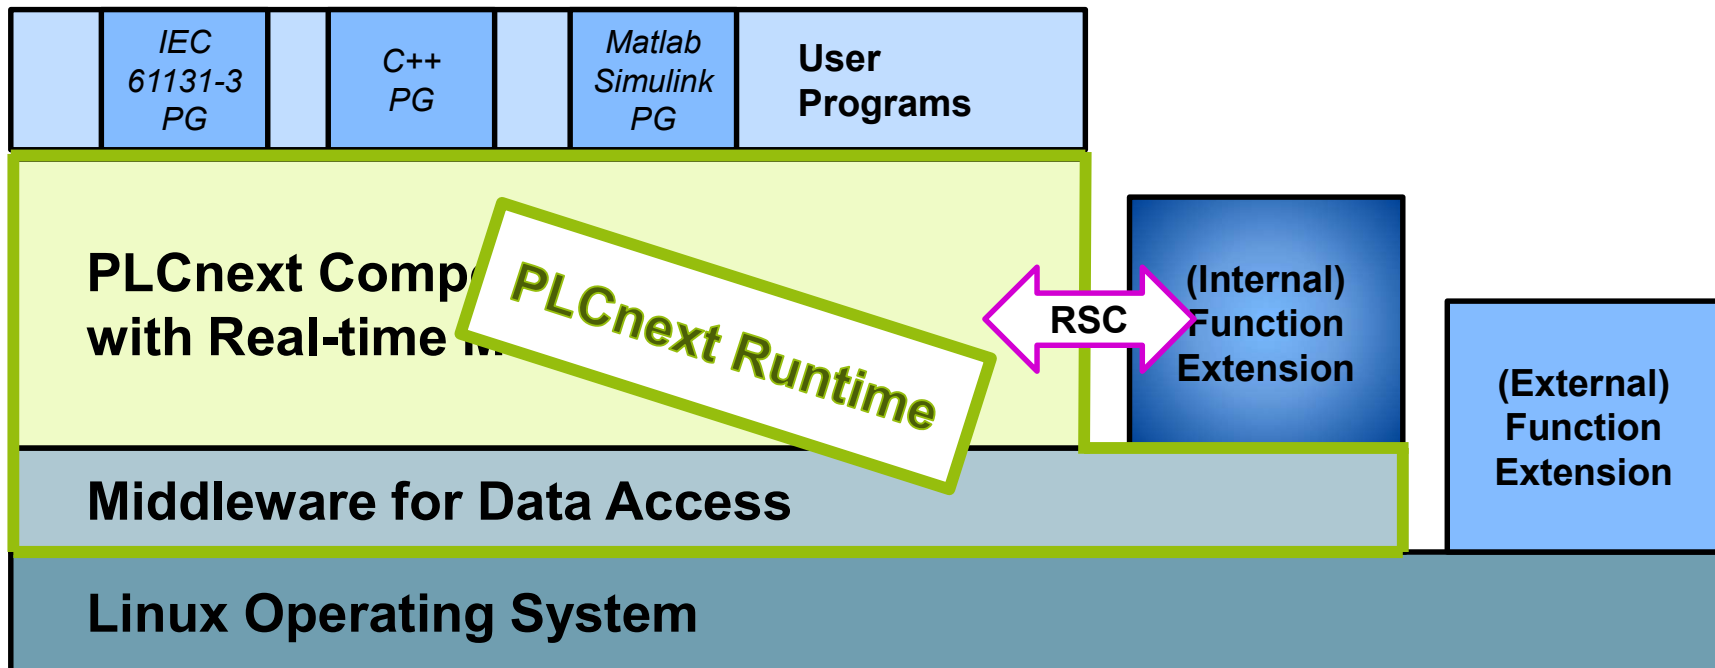 IEC
61131-3
PG
C++
PG
Matlab
Simulink
PG
User
Programs
PLCnext
with Real-time
PLCnext Runtime
RSC
(Internal)
Function
Extension
(External)
Function
Extension
Middleware for Data Access
Linux Operating System